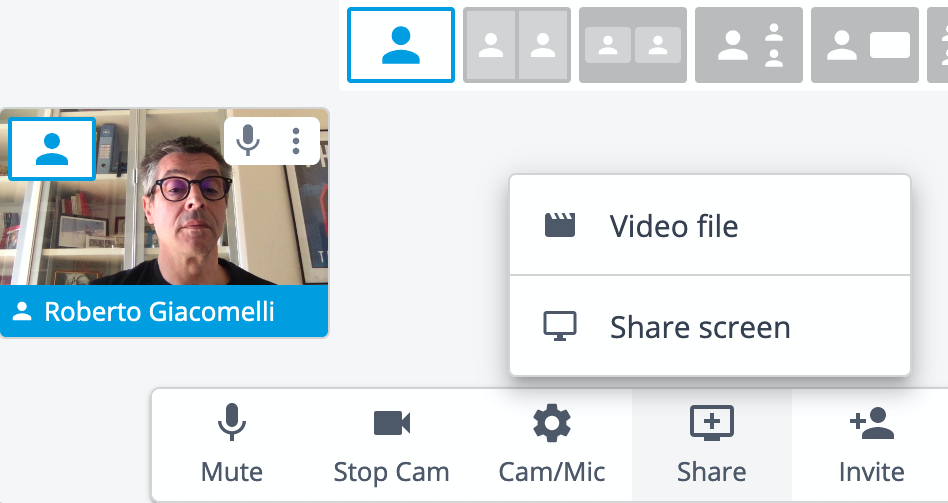 Roberto Giacomelli
Video file
Share screen
Mute
Stop Cam
Cam/Mic
Share
Invite